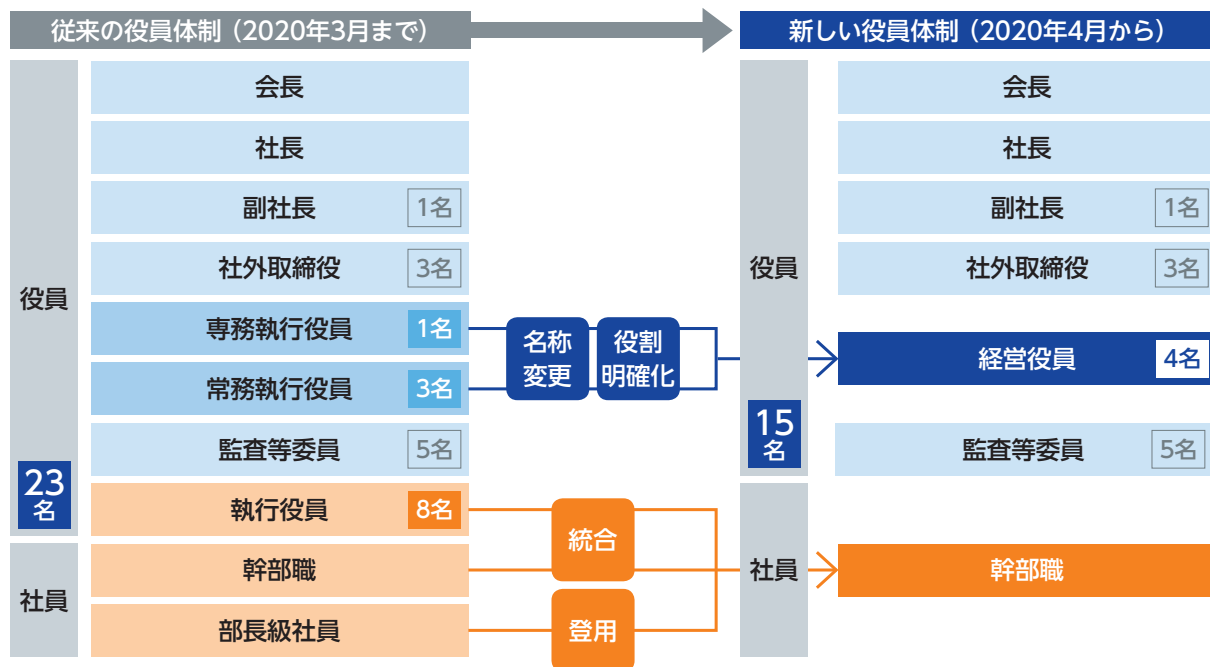 従来の役員体制（2020年3月まで）
新しい役員体制（2020年4月から）
役員
23
名
会長
社長
副社長 1名
社外取締役 3名
専務執行役員 1名
常務執行役員 3名
監査等委員 5名
執行役員 8名
社員
幹部職
部長級社員
名称
変更
役割
明確化
統合
登用
役員
15
名
会長
社長
副社長 1名
社外取締役 3名
経営役員 4名
監査等委員 5名
社員
幹部職